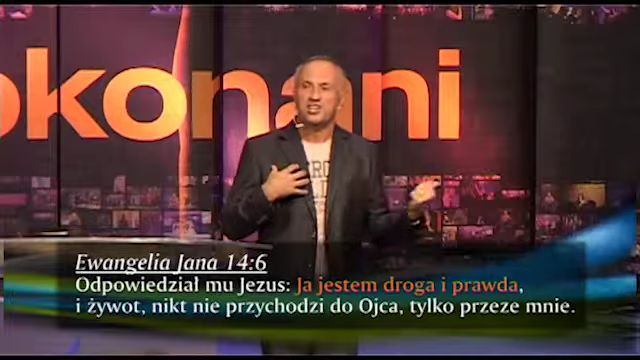 okonani
Ewangelia Jana 14:6
Odpowiedział mu Jezus: Ja jestem droga i prawda,
i żywot, nikt nie przychodzi do Ojca, tylko przeze mnie.